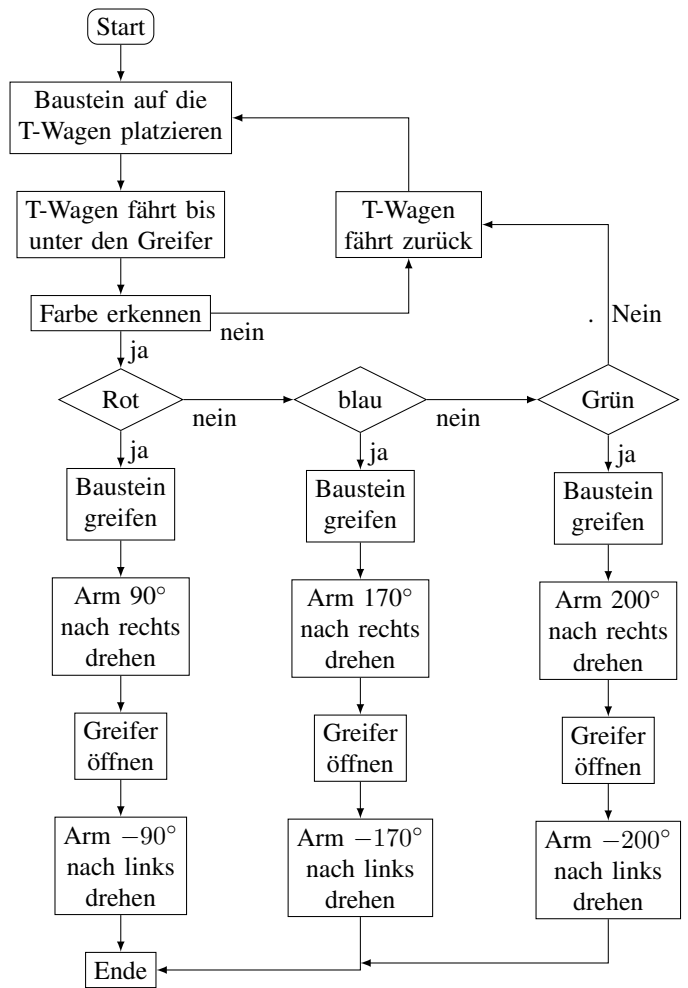 Start
Baustein auf die
T-Wagen platzieren
T-Wagen fährt bis
unter den Greifer
T-Wagen
fährt zurück
Farbe erkennen
nein
. Nein
ja
Rot
nein
blau
nein
Grün
ja
ja
ja
Baustein
greifen
Baustein
greifen
Baustein
greifen
Arm 90°
nach rechts
drehen
Arm 170°
nach rechts
drehen
Arm 200°
nach rechts
drehen
Greifer
öffnen
Greifer
öffnen
Greifer
öffnen
Arm −90°
nach links
drehen
Arm −170°
nach links
drehen
Arm −200°
nach links
drehen
Ende